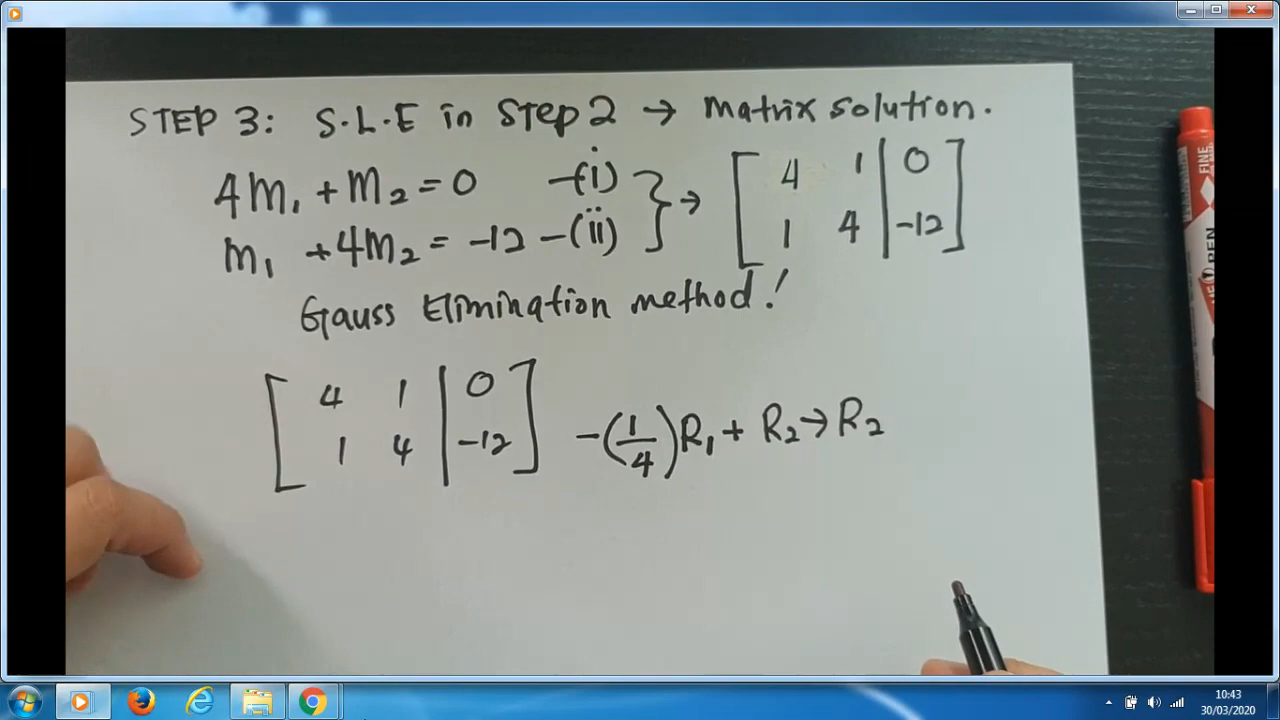 STEP 3: S.L.E in Step 2 → Matrix solution.
4M₁ + M₂ = 0 -(i) } → [ 4 1 | 0 ]
M₁ + 4M₂ = -12 -(ii) [ 1 4 | -12 ]
Gauss Elimination method!
[ 4 1 | 0 ]
[ 1 4 | -12 ] -(1/4)R₁ + R₂ → R₂
FINE
PEN
10:43
30/03/2020